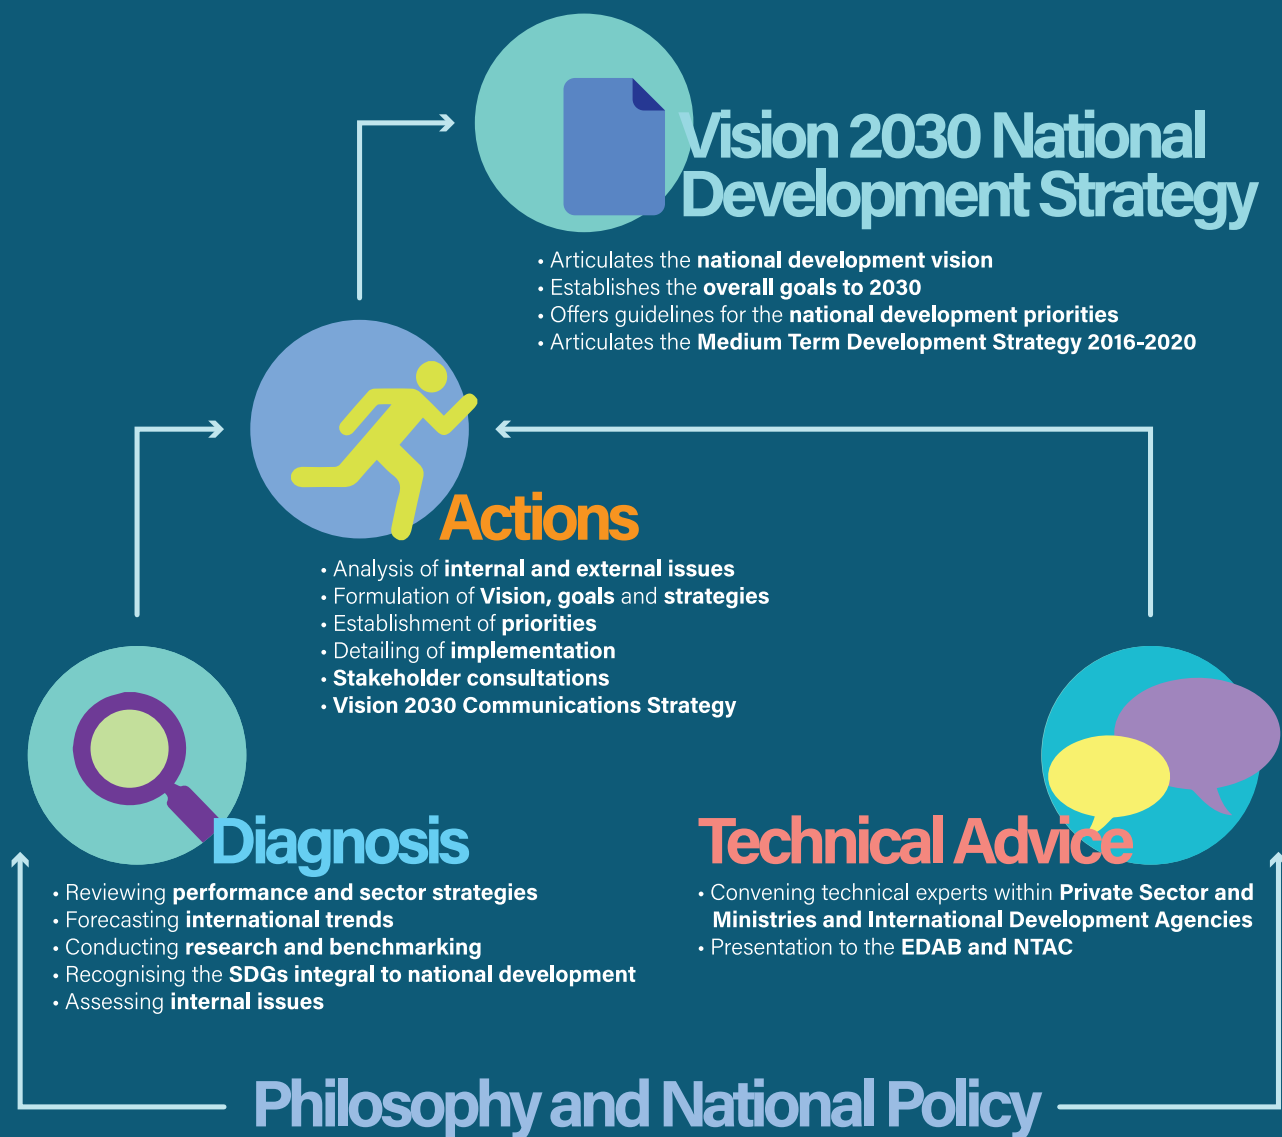 Vision 2030 National
Development Strategy
• Articulates the national development vision
• Establishes the overall goals to 2030
• Offers guidelines for the national development priorities
• Articulates the Medium Term Development Strategy 2016-2020
Actions
• Analysis of internal and external issues
• Formulation of Vision, goals and strategies
• Establishment of priorities
• Detailing of implementation
• Stakeholder consultations
• Vision 2030 Communications Strategy
Diagnosis
• Reviewing performance and sector strategies
• Forecasting international trends
• Conducting research and benchmarking
• Recognising the SDGs integral to national development
• Assessing internal issues
Technical Advice
• Convening technical experts within Private Sector and
Ministries and International Development Agencies
• Presentation to the EDAB and NTAC
Philosophy and National Policy